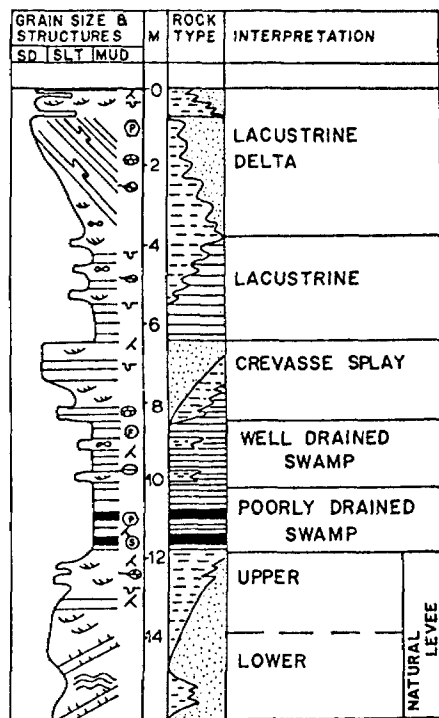 GRAIN SIZE &
STRUCTURES
SD SLT MUD
M
ROCK
TYPE
INTERPRETATION
0
2
4
6
8
10
12
14
LACUSTRINE
DELTA
LACUSTRINE
CREVASSE SPLAY
WELL DRAINED
SWAMP
POORLY DRAINED
SWAMP
UPPER
LOWER
NATURAL
LEVEE
P
P
P
S